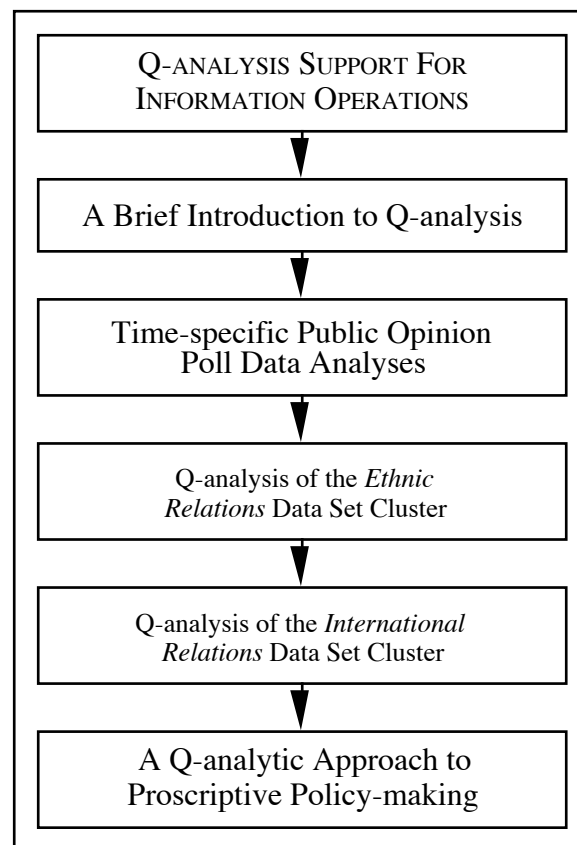 Q-ANALYSIS SUPPORT FOR
INFORMATION OPERATIONS
A Brief Introduction to Q-analysis
Time-specific Public Opinion
Poll Data Analyses
Q-analysis of the Ethnic
Relations Data Set Cluster
Q-analysis of the International
Relations Data Set Cluster
A Q-analytic Approach to
Proscriptive Policy-making